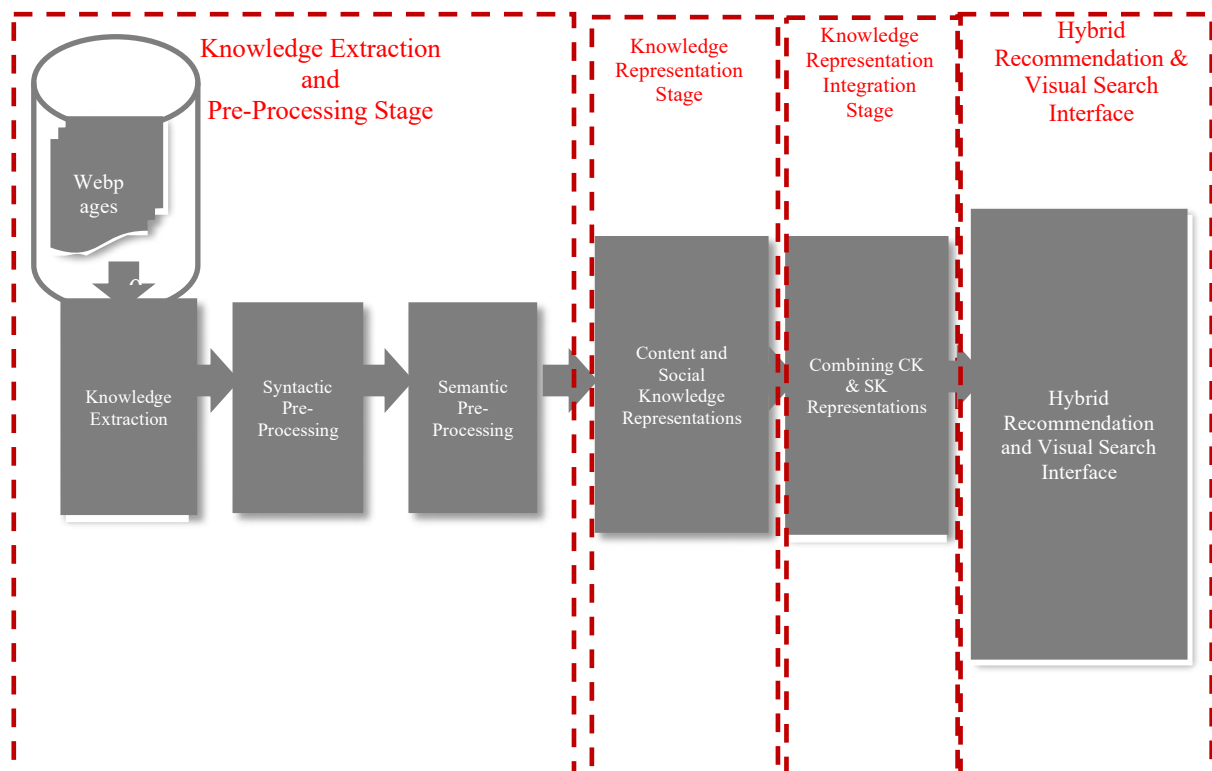 Knowledge Extraction
and
Pre-Processing Stage
Knowledge
Representation
Stage
Knowledge
Representation
Integration
Stage
Hybrid
Recommendation &
Visual Search
Interface
Webp
ages
Knowledge
Extraction
Syntactic
Pre-
Processing
Semantic
Pre-
Processing
Content and
Social
Knowledge
Representations
Combining CK
& SK
Representations
Hybrid
Recommendation
and Visual Search
Interface